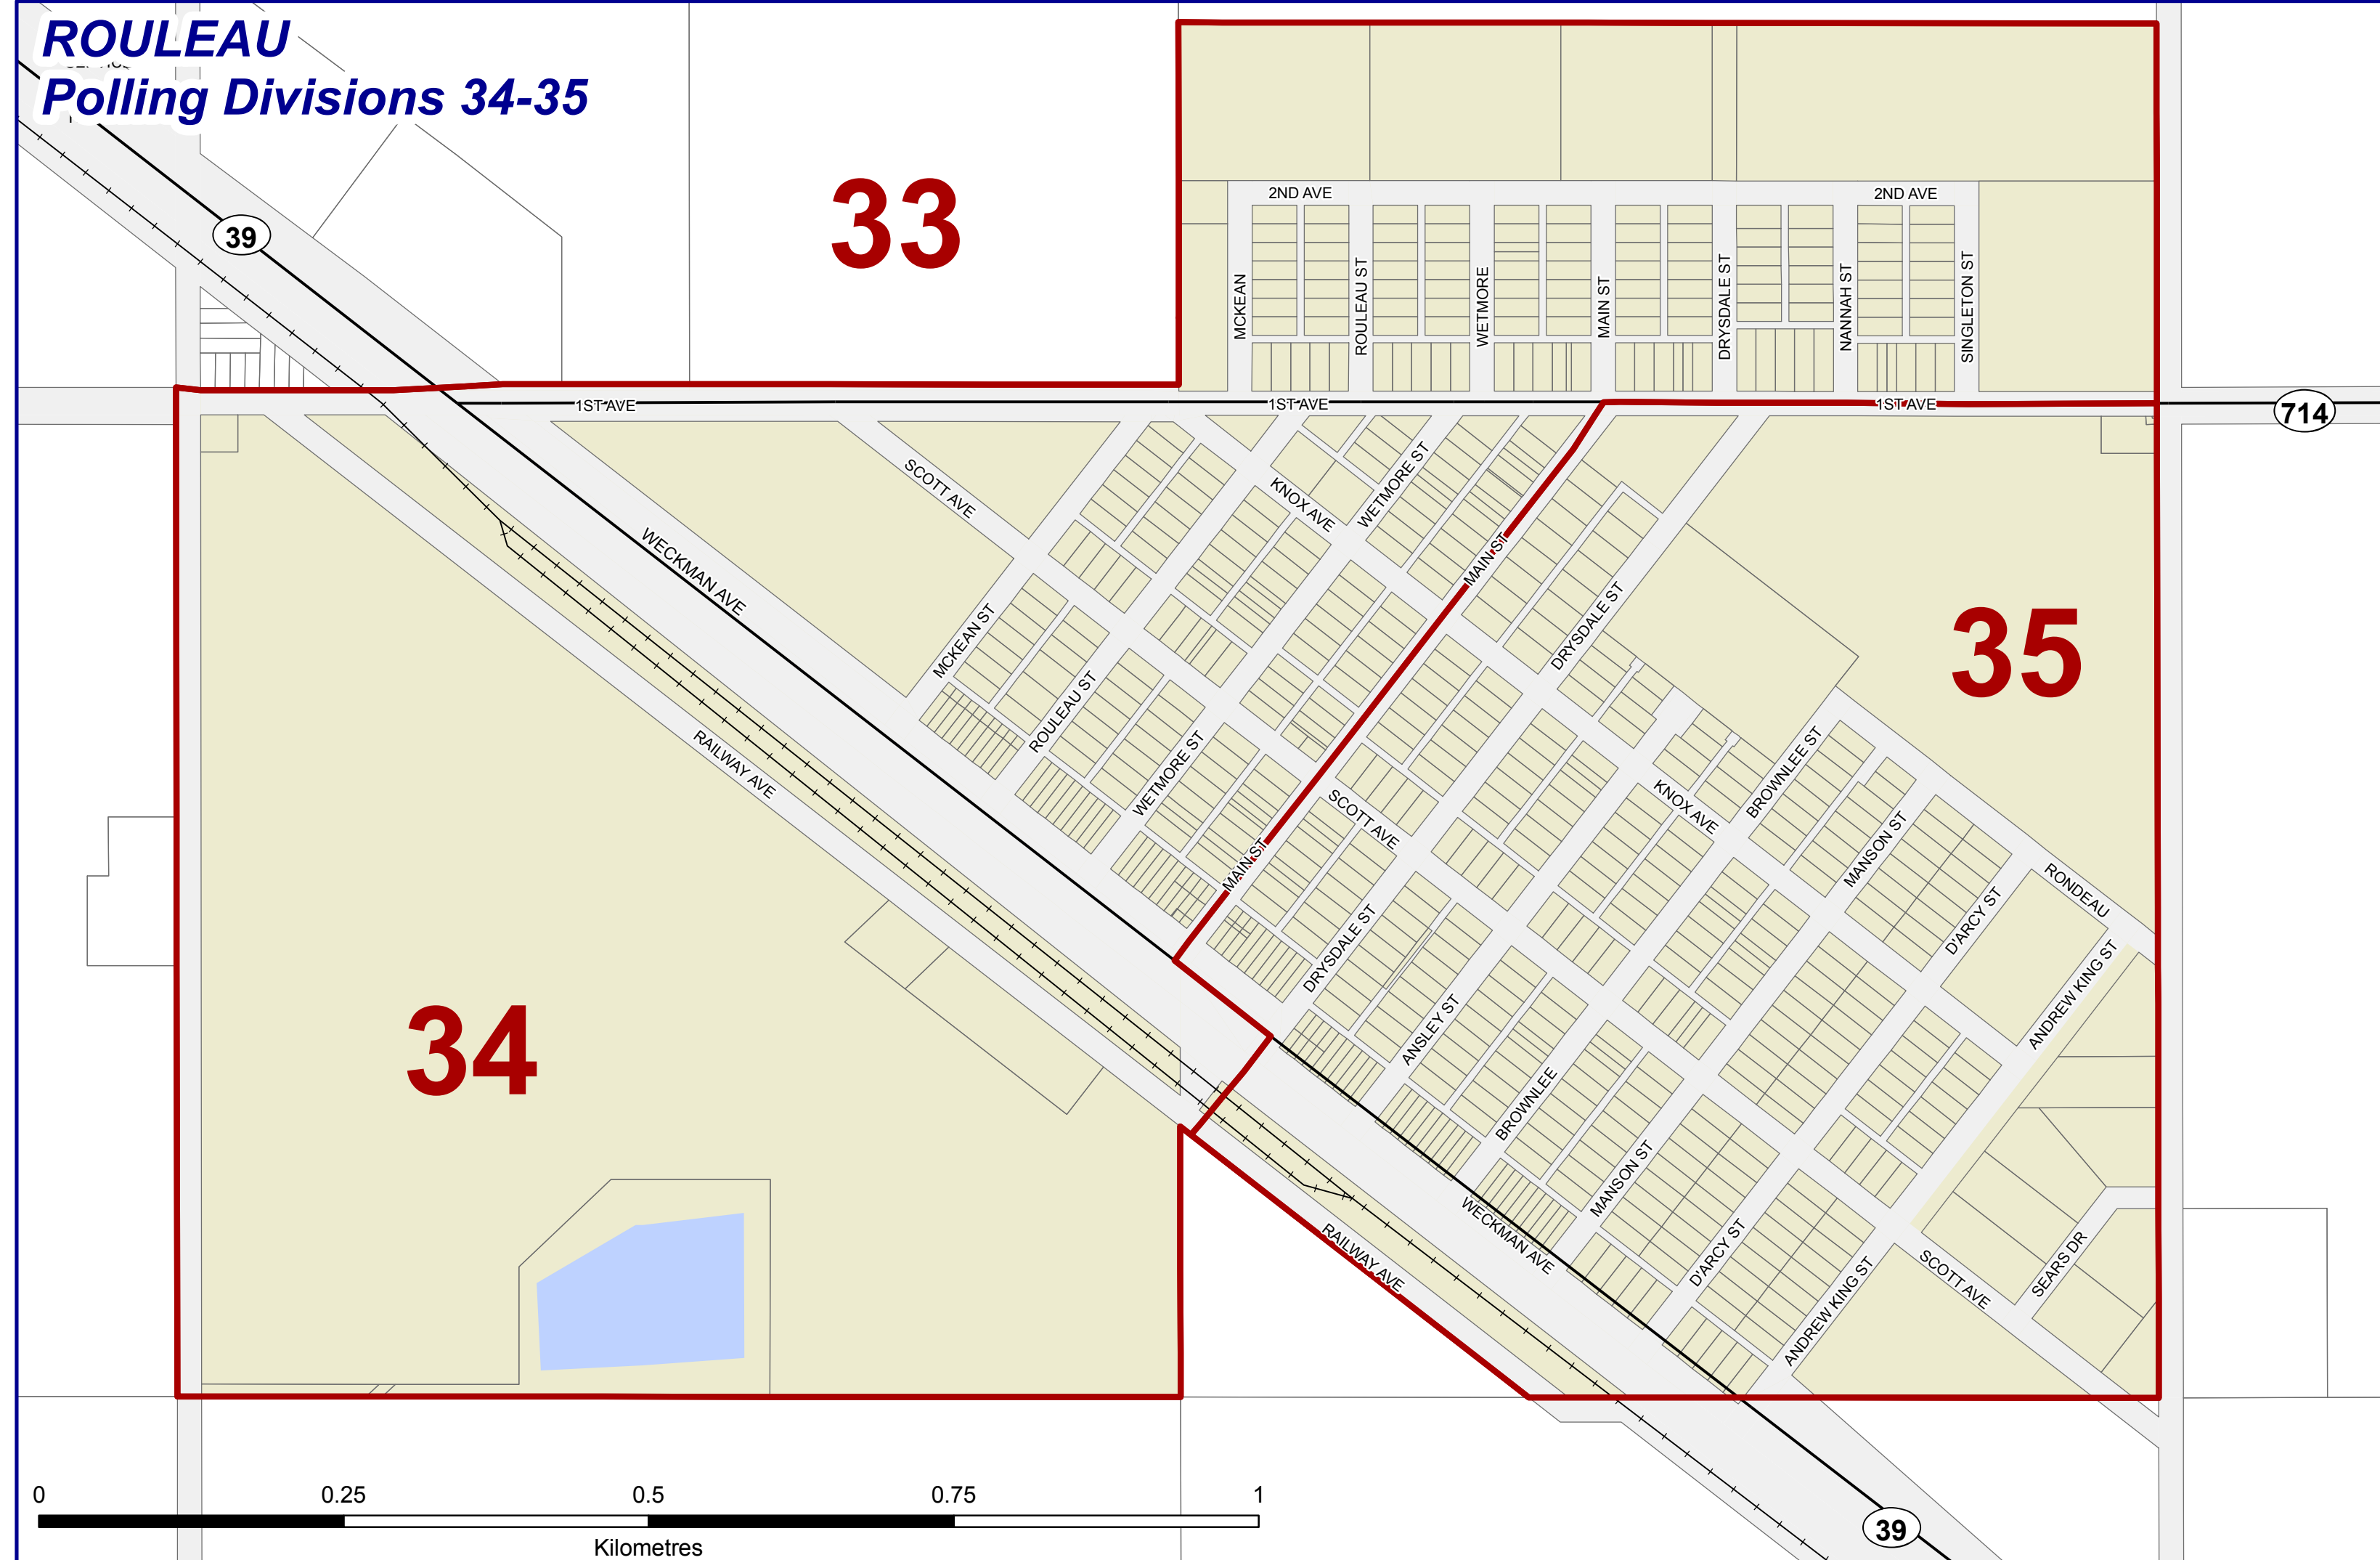 ROULEAU
Polling Divisions 34-35
33
39
2ND AVE
2ND AVE
MCKEAN
ROULEAU ST
WETMORE
MAIN ST
DRYSDALE ST
NANNAH ST
SINGLETON ST
1ST AVE
1ST AVE
1ST AVE
714
SCOTT AVE
KNOX AVE
WETMORE ST
WECKMAN AVE
MAIN ST
DRYSDALE ST
35
MCKEAN ST
ROULEAU ST
WETMORE ST
RAILWAY AVE
SCOTT AVE
KNOX AVE
BROWNLEE ST
MAIN ST
MANSON ST
RONDEAU
D'ARCY ST
DRYSDALE ST
ANDREW KING ST
34
ANSLEY ST
BROWNLEE
MANSON ST
WECKMAN AVE
RAILWAY AVE
D'ARCY ST
ANDREW KING ST
SCOTT AVE
SEARS DR
0 0.25 0.5 0.75 1
Kilometres
39